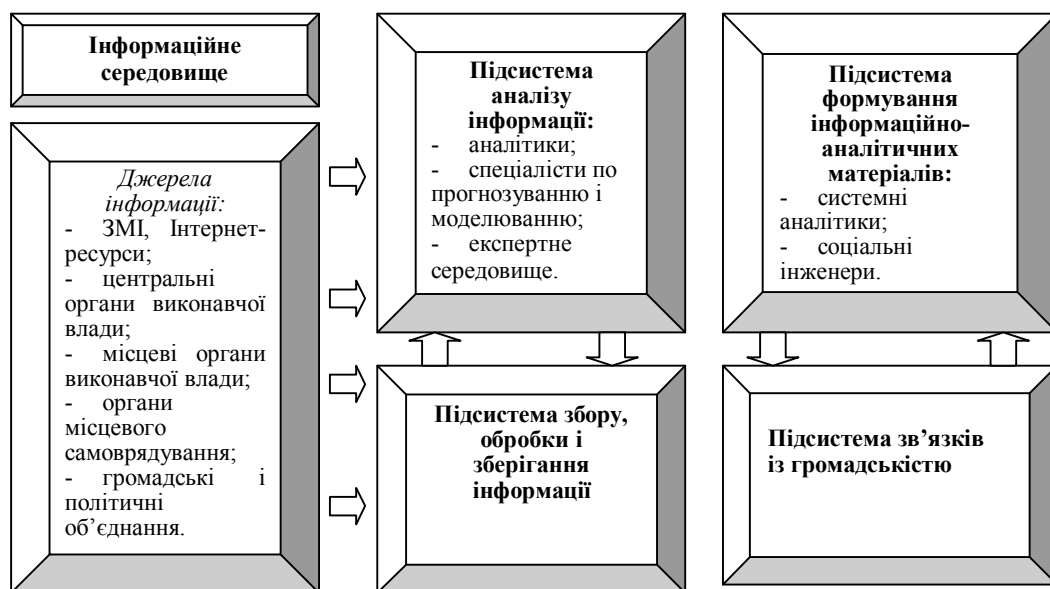 Інформаційне
середовище
Джерела
інформації:
- ЗМІ, Інтернет-
ресурси;
- центральні
органи виконавчої
влади;
- місцеві органи
виконавчої влади;
- органи
місцевого
самоврядування;
- громадські і
політичні
об’єднання.
Підсистема
аналізу
інформації:
- аналітики;
- спеціалісти по
прогнозуванню і
моделюванню;
- експертне
середовище.
Підсистема збору,
обробки і
зберігання
інформації
Підсистема
формування
інформаційно-
аналітичних
матеріалів:
- системні
аналітики;
- соціальні
інженери.
Підсистема зв’язків
із громадськістю